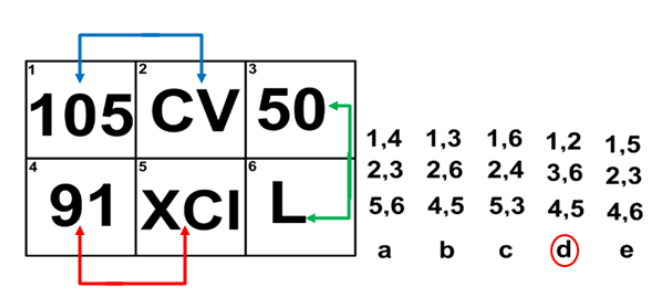 1 2 3
105 CV 50
4 5 6
91 XCI L
1,4 1,3 1,6 1,2 1,5
2,3 2,6 2,4 3,6 2,3
5,6 4,5 5,3 4,5 4,6
a b c d e